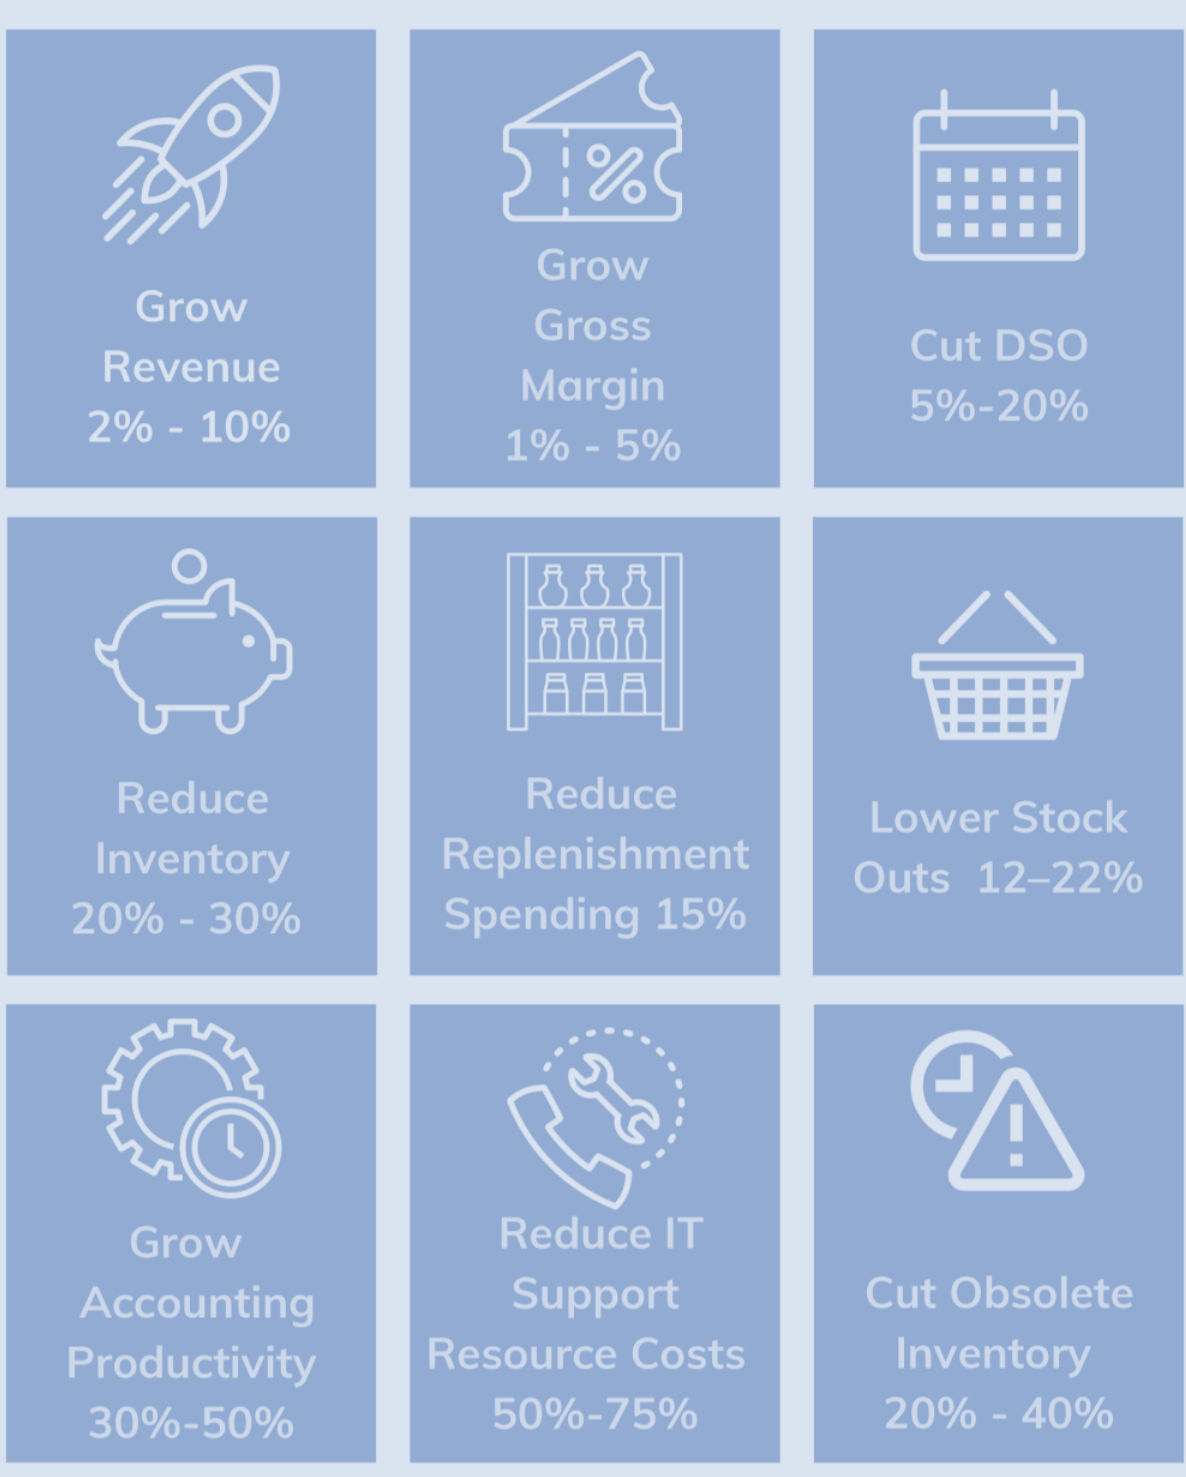 Grow
Revenue
2% - 10%
Grow
Gross
Margin
1% - 5%
Cut DSO
5%-20%
Reduce
Inventory
20% - 30%
Reduce
Replenishment
Spending 15%
Lower Stock
Outs  12–22%
Grow
Accounting
Productivity
30%-50%
Reduce IT
Support
Resource Costs
50%-75%
Cut Obsolete
Inventory
20% - 40%